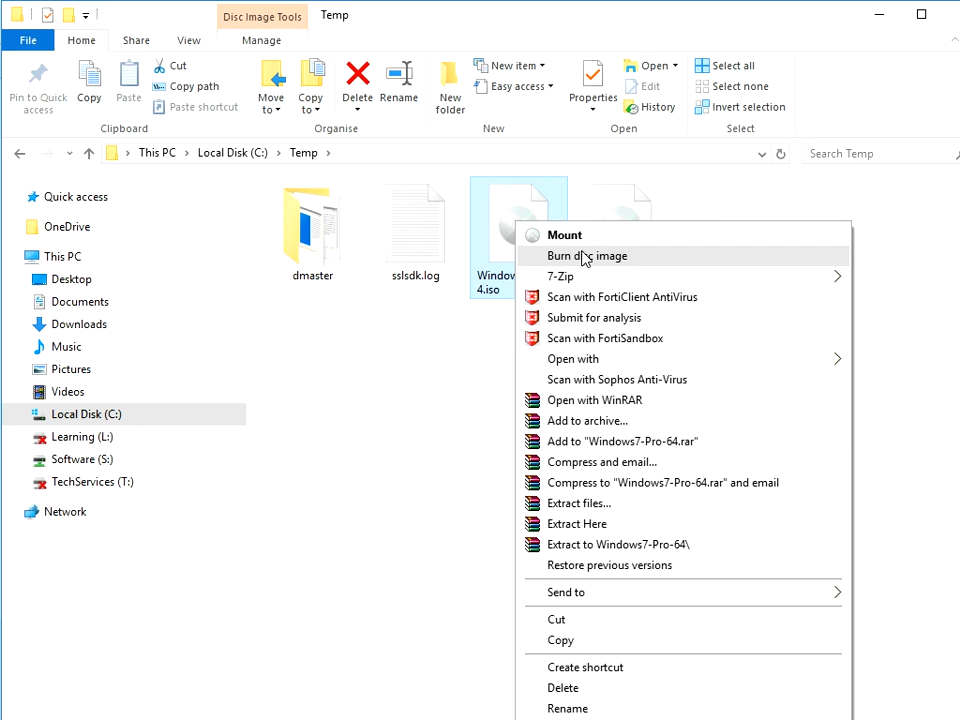 Disc Image Tools
Temp
File
Home
Share
View
Manage
Pin to Quick access
Copy
Paste
Cut
Copy path
Paste shortcut
Clipboard
Move to
Copy to
Delete
Rename
Organise
New folder
New item
Easy access
New
Properties
Open
Edit
History
Open
Select all
Select none
Invert selection
Select
This PC > Local Disk (C:) > Temp >
Search Temp
Quick access
OneDrive
This PC
Desktop
Documents
Downloads
Music
Pictures
Videos
Local Disk (C:)
Learning (L:)
Software (S:)
TechServices (T:)
Network
dmaster
sslsdk.log
4.iso
Mount
Burn disc image
7-Zip
Scan with FortiClient AntiVirus
Submit for analysis
Scan with FortiSandbox
Open with
Scan with Sophos Anti-Virus
Open with WinRAR
Add to archive...
Add to "Windows7-Pro-64.rar"
Compress and email...
Compress to "Windows7-Pro-64.rar" and email
Extract files...
Extract Here
Extract to Windows7-Pro-64\
Restore previous versions
Send to
Cut
Copy
Create shortcut
Delete
Rename